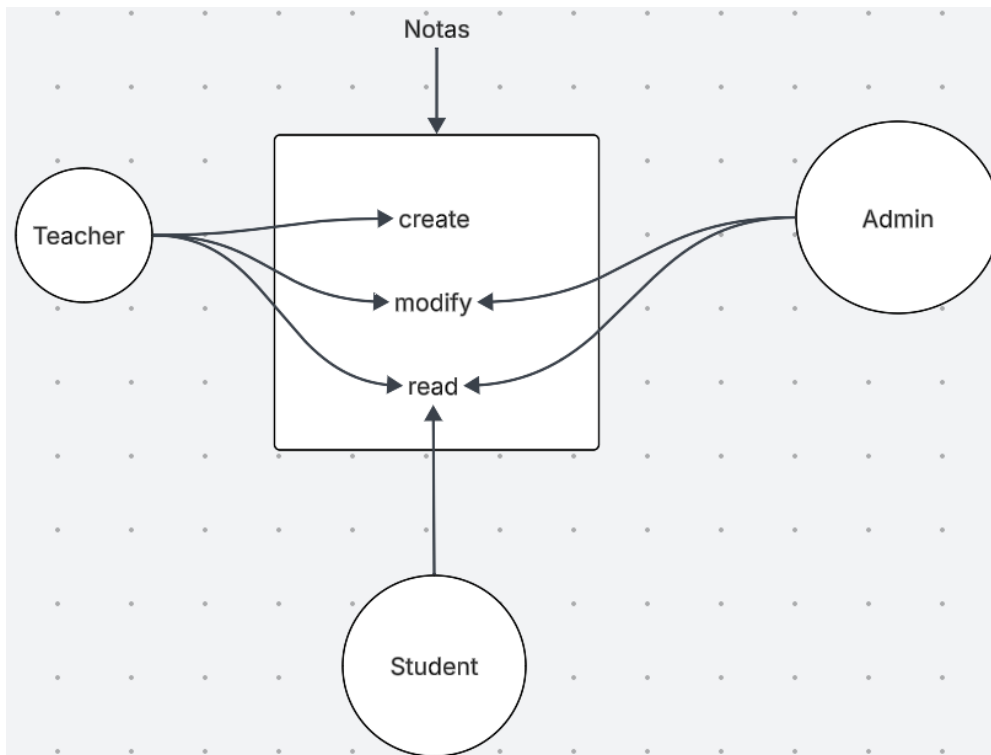 Notas
create
Teacher
Admin
modify
read
Student